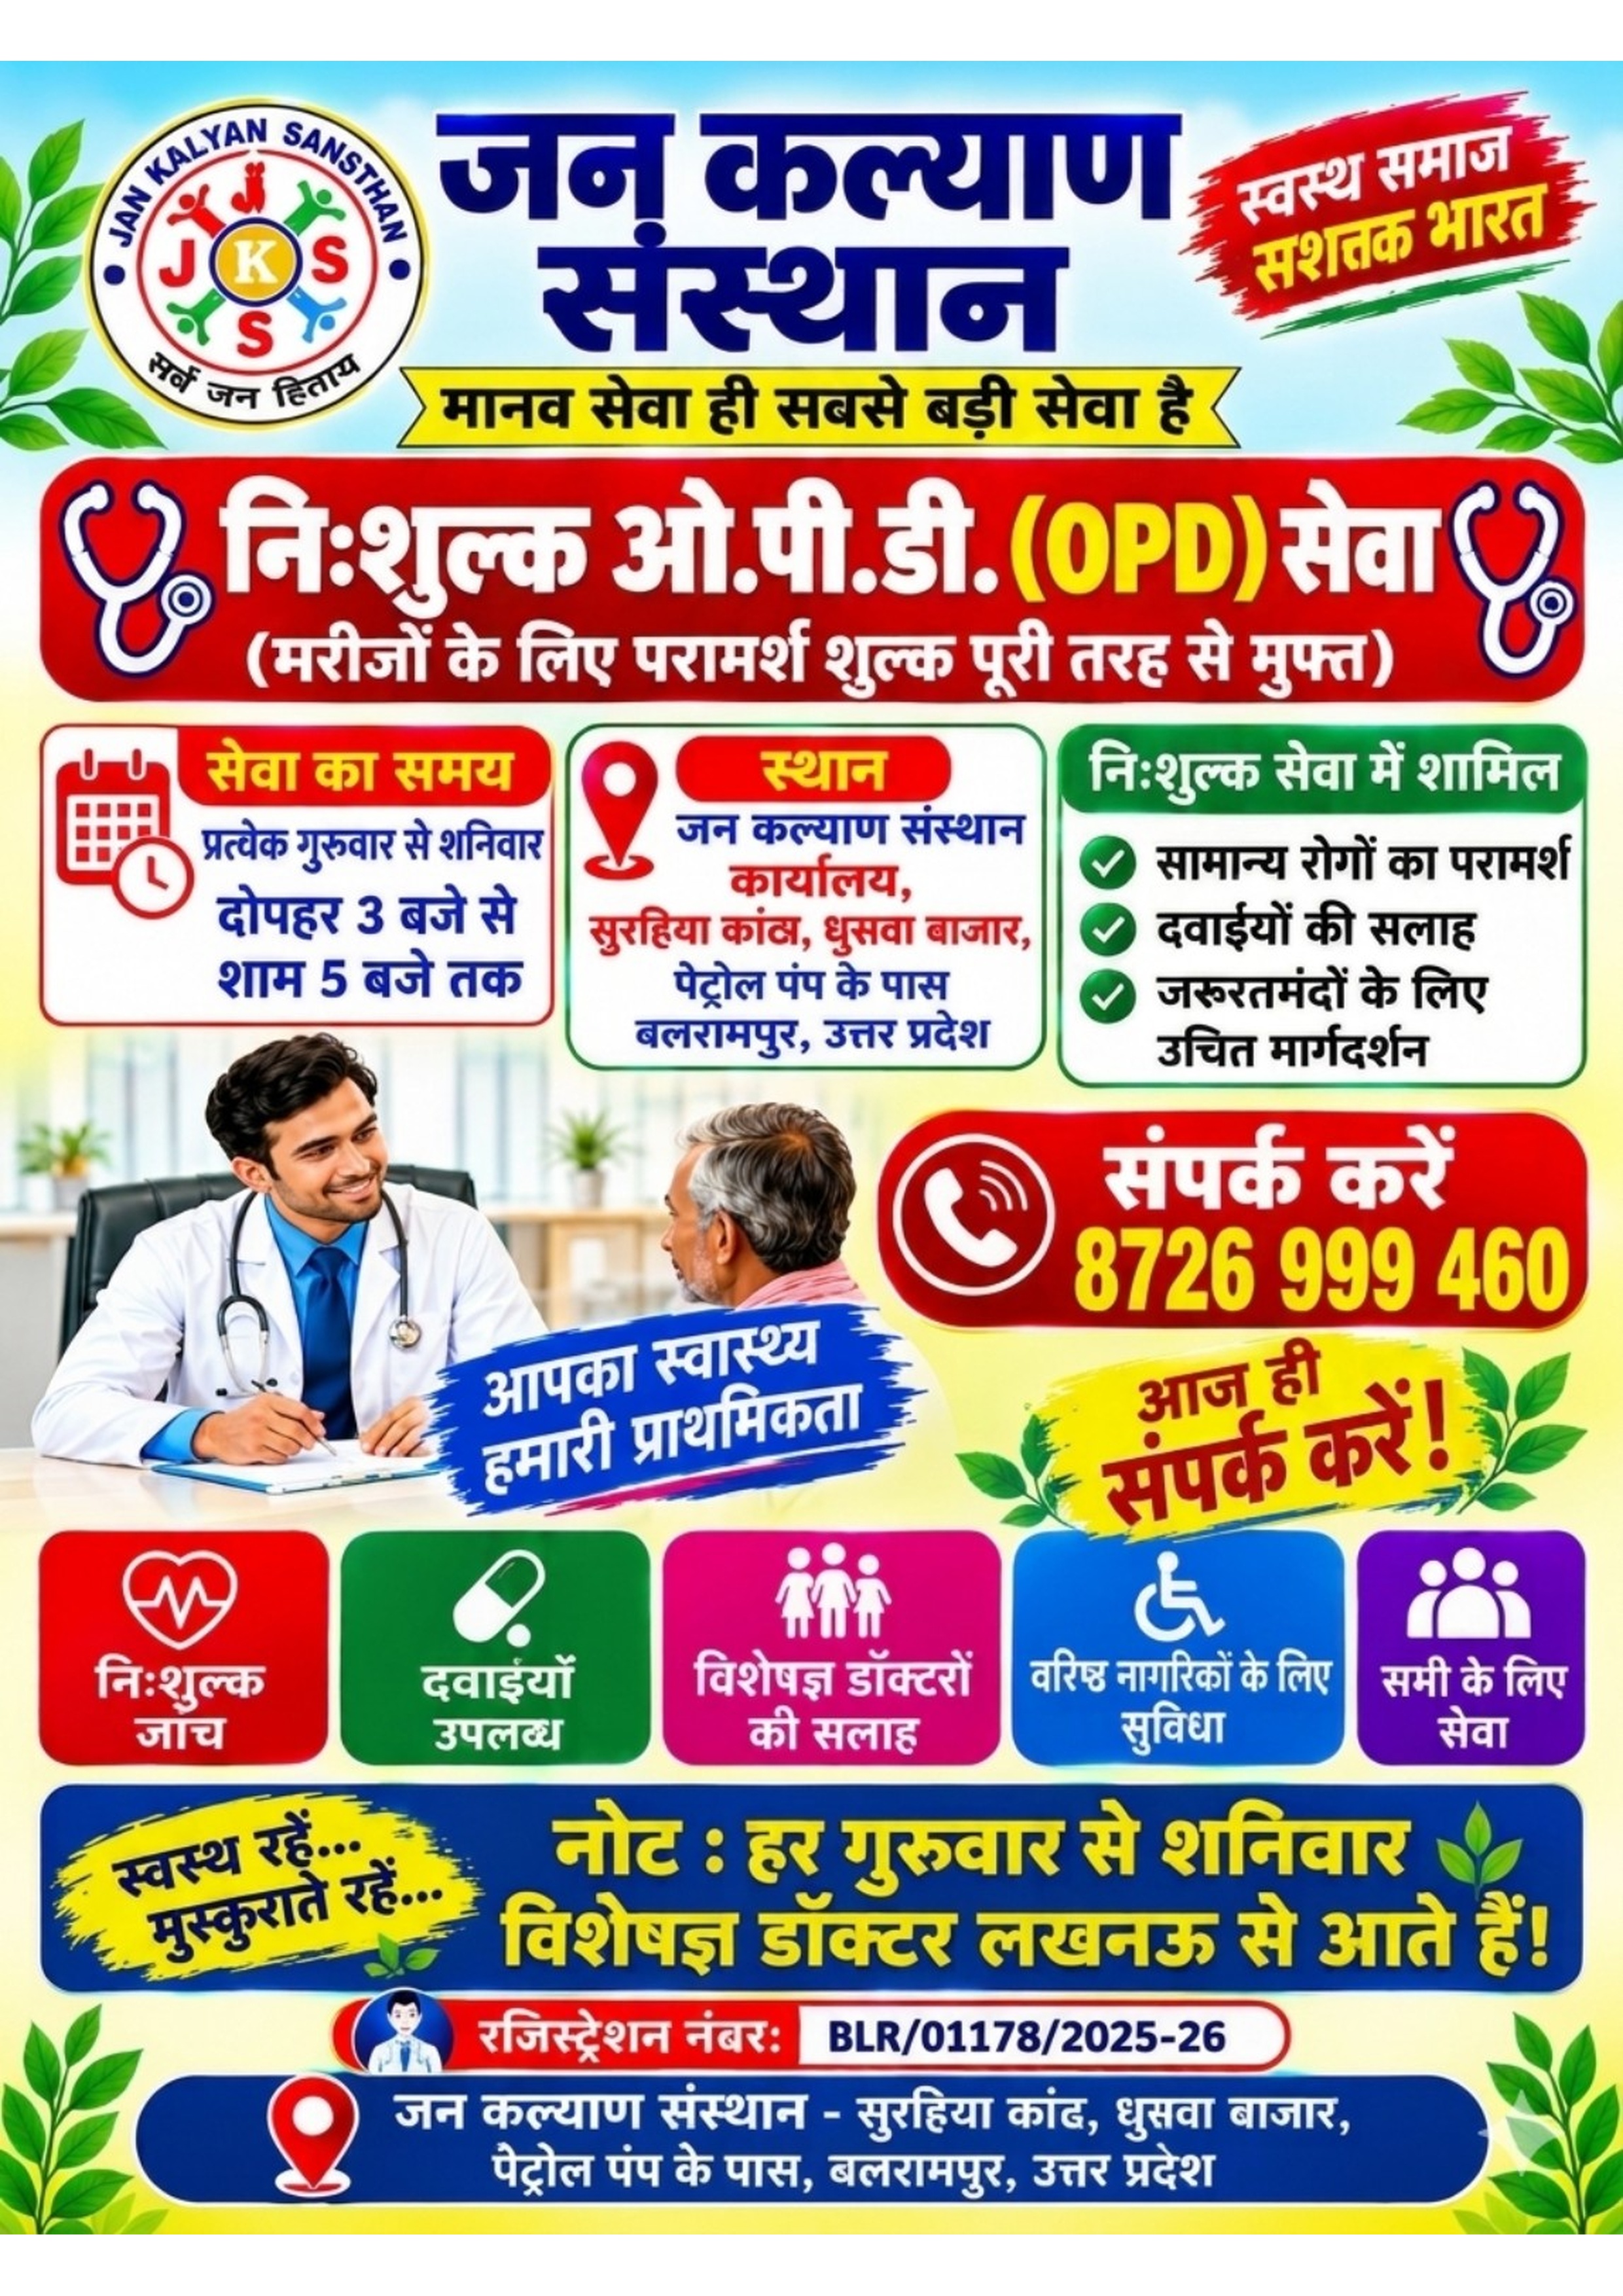 JAN KALYAN SANSTHAN
J J S S K
सर्व जन हिताय
जन कल्याण
संस्थान
स्वस्थ समाज
सशत्तक भारत
मानव सेवा ही सबसे बड़ी सेवा है
निःशुल्क ओ.पी.डी. (OPD) सेवा
(मरीजों के लिए परामर्श शुल्क पूरी तरह से मुफ्त)
सेवा का समय
प्रत्वेक गुरुवार से शनिवार
दोपहर 3 बजे से
शाम 5 बजे तक
स्थान
जन कल्याण संस्थान
कार्यालय,
सुरहिया कांढा, धुसवा बाजार,
पेट्रोल पंप के पास
बलरामपुर, उत्तर प्रदेश
निःशुल्क सेवा में शामिल
सामान्य रोगों का परामर्श
दवाईयों की सलाह
जरूरतमंदों के लिए
उचित मार्गदर्शन
संपर्क करें
8726 999 460
आपका स्वास्थ्य
हमारी प्राथमिकता
आज ही
संपर्क करें!
निःशुल्क
जांच
दवाईयाँ
उपलब्ध
विशेषज्ञ डॉक्टरों
की सलाह
वरिष्ठ नागरिकों के लिए
सुविधा
समी के लिए
सेवा
स्वस्थ रहें...
मुस्कुराते रहें...
नोट : हर गुरुवार से शनिवार
विशेषज्ञ डॉक्टर लखनऊ से आते हैं!
रजिस्ट्रेशन नंबर: BLR/01178/2025-26
जन कल्याण संस्थान - सुरहिया कांढ, धुसवा बाजार,
पेट्रोल पंप के पास, बलरामपुर, उत्तर प्रदेश